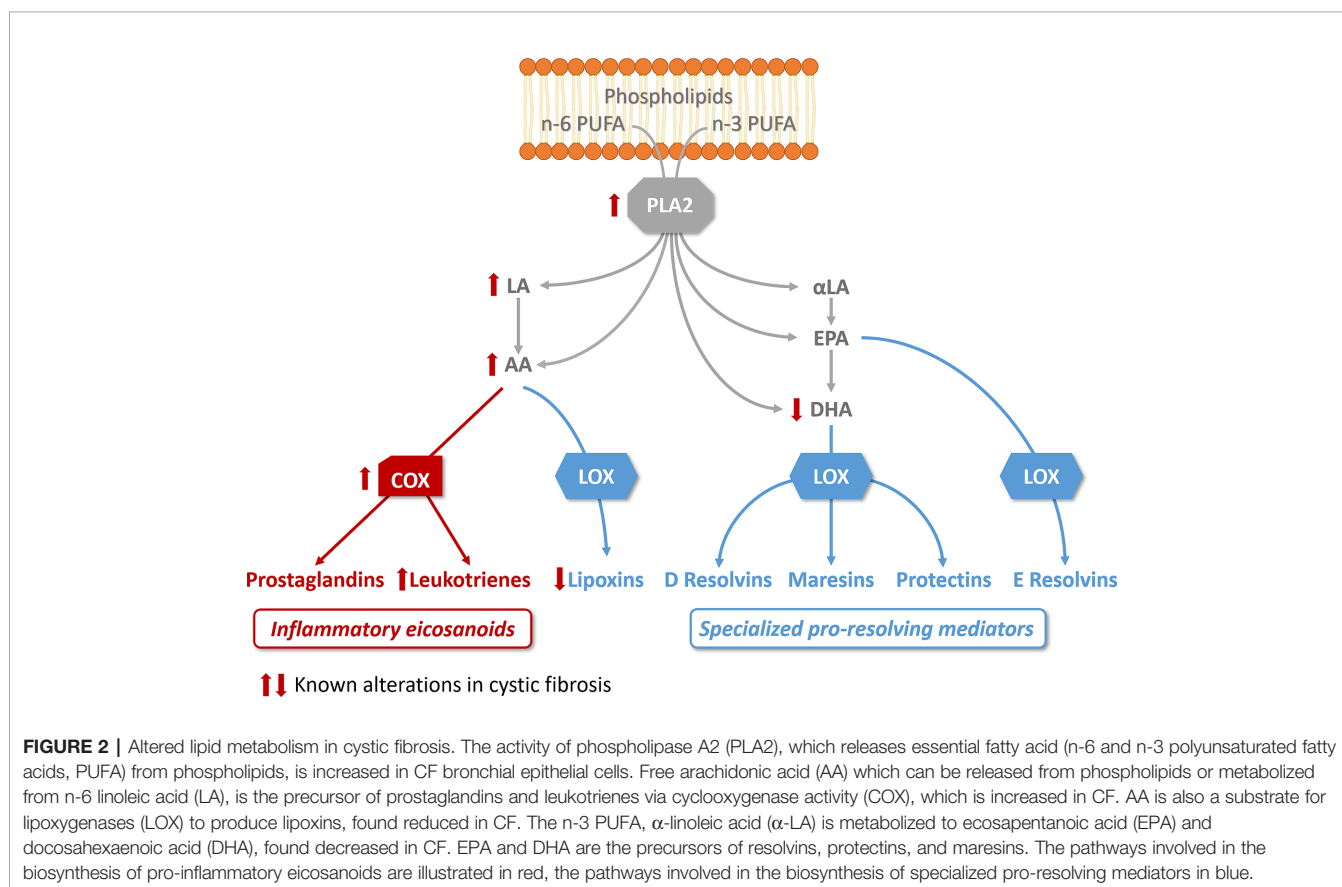 Phospholipids
n-6 PUFA n-3 PUFA
PLA2
LA αLA
EPA
AA
DHA
COX LOX LOX LOX
Prostaglandins Leukotrienes Lipoxins D Resolvins Maresins Protectins E Resolvins
Inflammatory eicosanoids Specialized pro-resolving mediators
Known alterations in cystic fibrosis
FIGURE 2 | Altered lipid metabolism in cystic fibrosis. The activity of phospholipase A2 (PLA2), which releases essential fatty acid (n-6 and n-3 polyunsaturated fatty
acids, PUFA) from phospholipids, is increased in CF bronchial epithelial cells. Free arachidonic acid (AA) which can be released from phospholipids or metabolized
from n-6 linoleic acid (LA), is the precursor of prostaglandins and leukotrienes via cyclooxygenase activity (COX), which is increased in CF. AA is also a substrate for
lipoxygenases (LOX) to produce lipoxins, found reduced in CF. The n-3 PUFA, α-linoleic acid (α-LA) is metabolized to ecosapentanoic acid (EPA) and
docosahexaenoic acid (DHA), found decreased in CF. EPA and DHA are the precursors of resolvins, protectins, and maresins. The pathways involved in the
biosynthesis of pro-inflammatory eicosanoids are illustrated in red, the pathways involved in the biosynthesis of specialized pro-resolving mediators in blue.